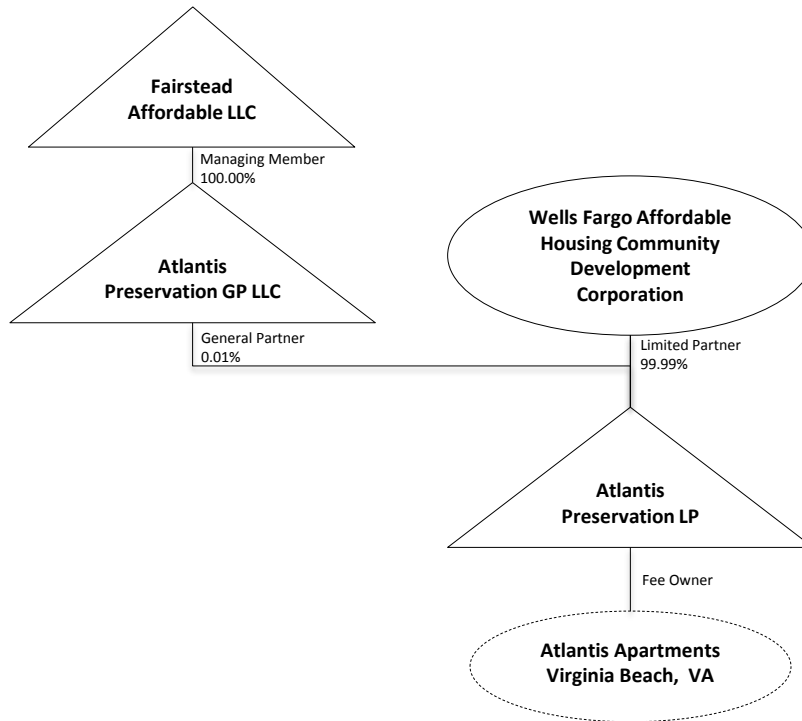 Fairstead
Affordable LLC
Managing Member
100.00%
Atlantis
Preservation GP LLC
General Partner
0.01%
Wells Fargo Affordable
Housing Community
Development
Corporation
Limited Partner
99.99%
Atlantis
Preservation LP
Fee Owner
Atlantis Apartments
Virginia Beach, VA